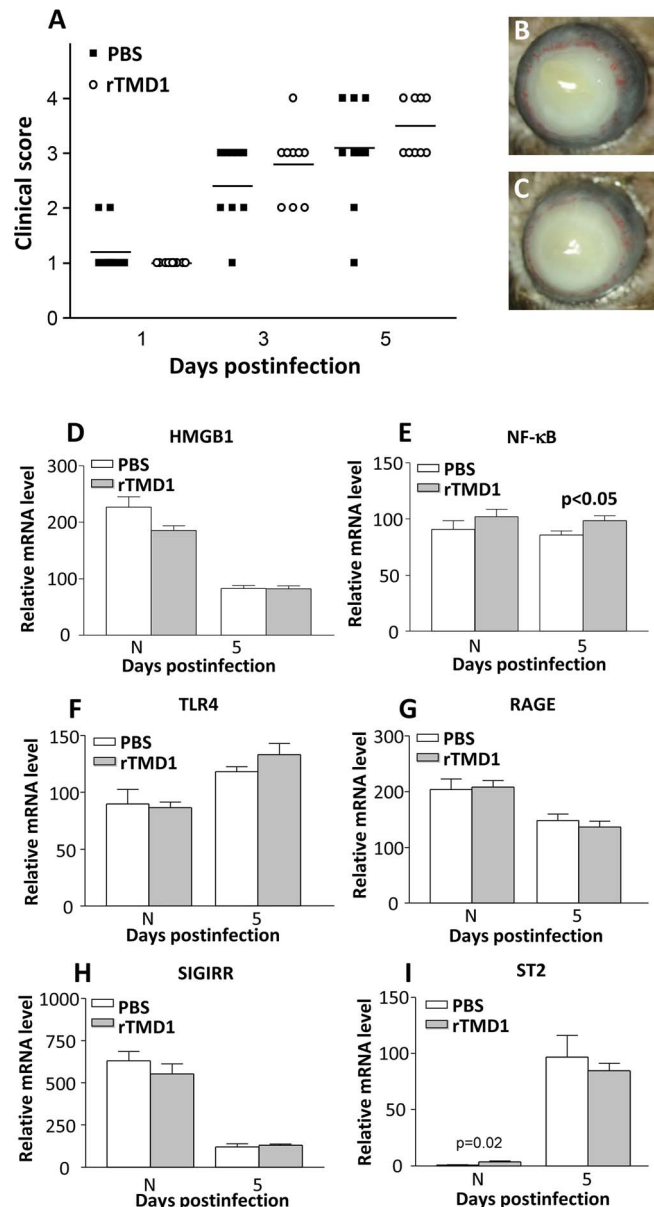 A
PBS
rTMD1
Clinical score
4
3
2
1
0
1 3 5
Days postinfection
B
C
D
HMGB1
PBS
rTMD1
Relative mRNA level
300
200
100
0
N 5
Days postinfection
E
NF-κB
PBS
rTMD1
p<0.05
Relative mRNA level
150
100
50
0
N 5
Days postinfection
F
TLR4
PBS
rTMD1
Relative mRNA level
150
100
50
0
N 5
Days postinfection
G
RAGE
PBS
rTMD1
Relative mRNA level
300
200
100
0
N 5
Days postinfection
H
SIGIRR
PBS
rTMD1
Relative mRNA level
1000
750
500
250
0
N 5
Days postinfection
I
ST2
PBS
rTMD1
p=0.02
Relative mRNA level
150
100
50
0
N 5
Days postinfection